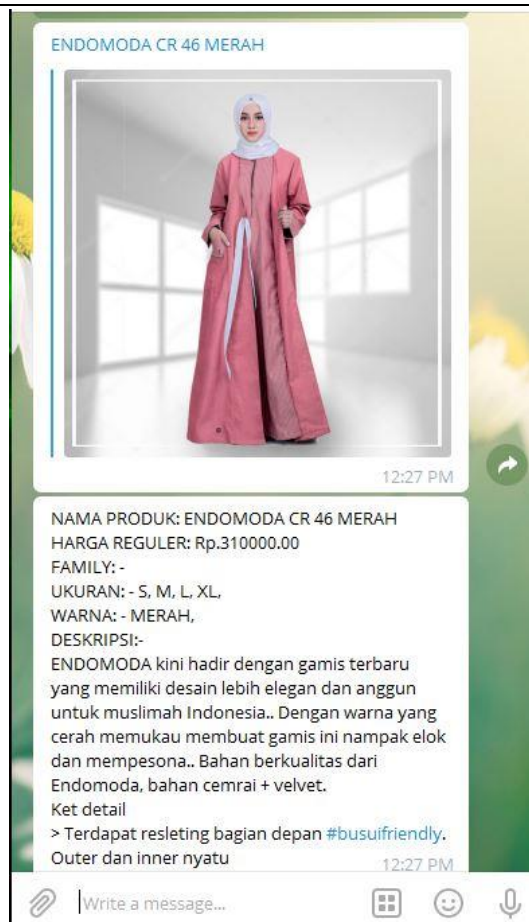 ENDOMODA CR 46 MERAH
12:27 PM
NAMA PRODUK: ENDOMODA CR 46 MERAH
HARGA REGULER: Rp.310000.00
FAMILY: -
UKURAN: - S, M, L, XL,
WARNA: - MERAH,
DESKRIPSI:-
ENDOMODA kini hadir dengan gamis terbaru
yang memiliki desain lebih elegan dan anggun
untuk muslimah Indonesia.. Dengan warna yang
cerah memukau membuat gamis ini nampak elok
dan mempesona.. Bahan berkualitas dari
Endomoda, bahan cemrai + velvet.
Ket detail
> Terdapat resleting bagian depan #busuifriendly.
Outer dan inner nyatu
12:27 PM
Write a message...